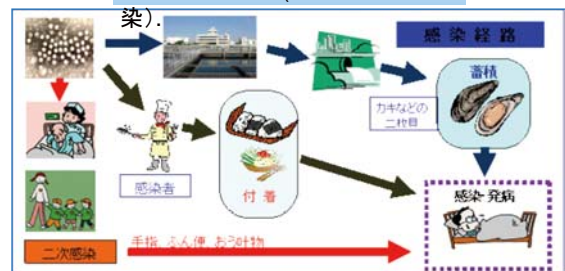 染).
感染経路
蓄積
カキなどの
二枚貝
感染者
付着
感染・発病
二次感染
手指、ふん便、おう吐物